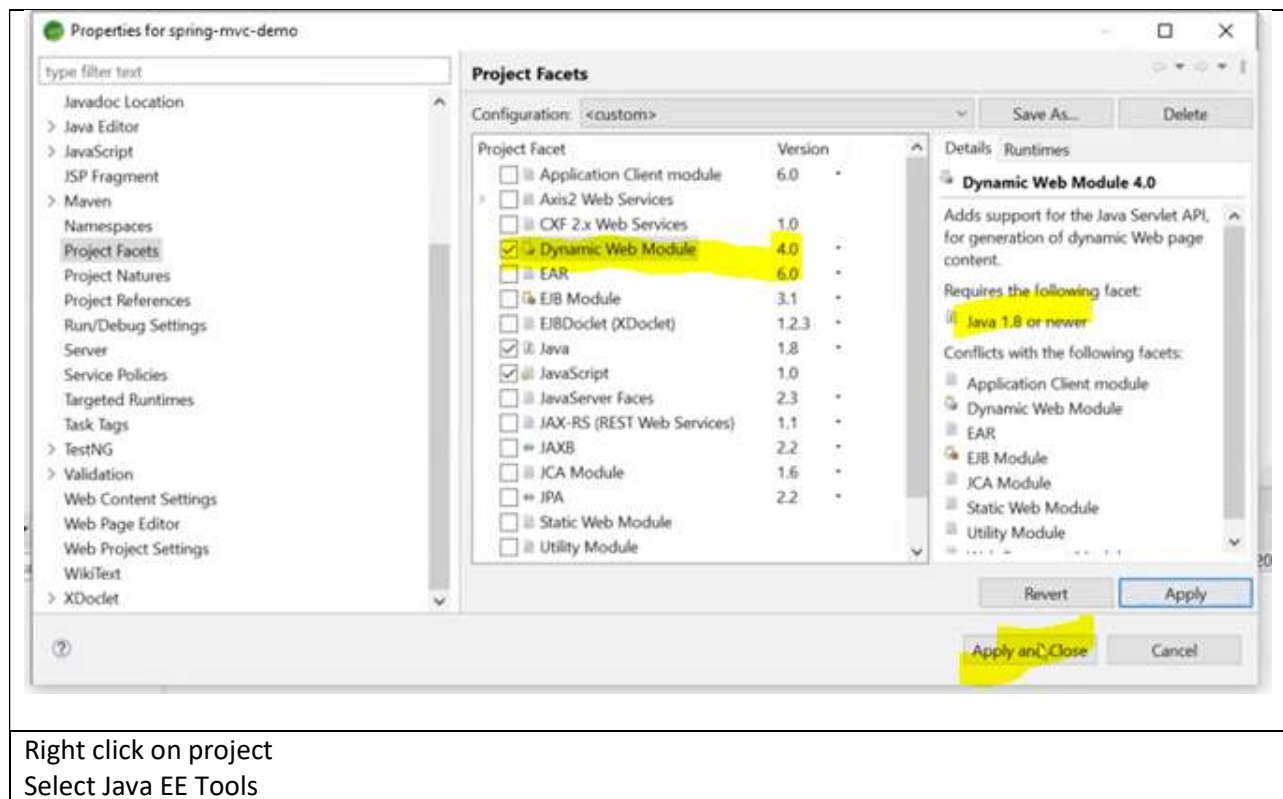 Properties for spring-mvc-demo
type filter text
Javadoc Location
Java Editor
JavaScript
JSP Fragment
Maven
Namespaces
Project Facets
Project Natures
Project References
Run/Debug Settings
Server
Service Policies
Targeted Runtimes
Task Tags
TestNG
Validation
Web Content Settings
Web Page Editor
Web Project Settings
WikiText
XDoclet
Project Facets
Configuration: <custom> Save As... Delete
Project Facet Version
Application Client module 6.0
Axis2 Web Services
CXF 2.x Web Services 1.0
Dynamic Web Module 4.0
EAR 6.0
EJB Module 3.1
EJBDoclet (XDoclet) 1.2.3
Java 1.8
JavaScript 1.0
JavaServer Faces 2.3
JAX-RS (REST Web Services) 1.1
JAXB 2.2
JCA Module 1.6
JPA 2.2
Static Web Module
Utility Module
Details Runtimes
Dynamic Web Module 4.0
Adds support for the Java Servlet API,
for generation of dynamic Web page
content.
Requires the following facet:
Java 1.8 or newer
Conflicts with the following facets:
Application Client module
Dynamic Web Module
EAR
EJB Module
JCA Module
Static Web Module
Utility Module
Revert Apply
Apply and Close Cancel
20
Right click on project
Select Java EE Tools